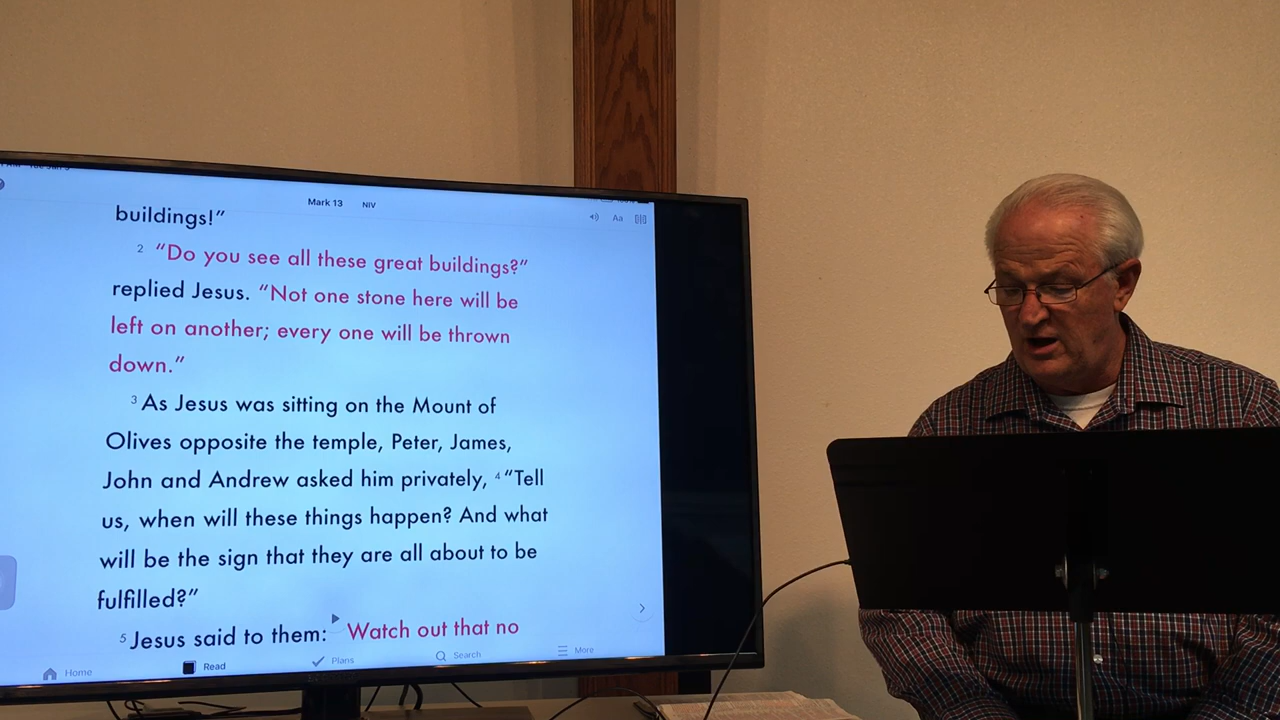 Mark 13 NIV
Aa
buildings!”
2 “Do you see all these great buildings?”
replied Jesus. “Not one stone here will be
left on another; every one will be thrown
down.”
3 As Jesus was sitting on the Mount of
Olives opposite the temple, Peter, James,
John and Andrew asked him privately, 4 “Tell
us, when will these things happen? And what
will be the sign that they are all about to be
fulfilled?”
5 Jesus said to them: Watch out that no
Home Read Plans Search More